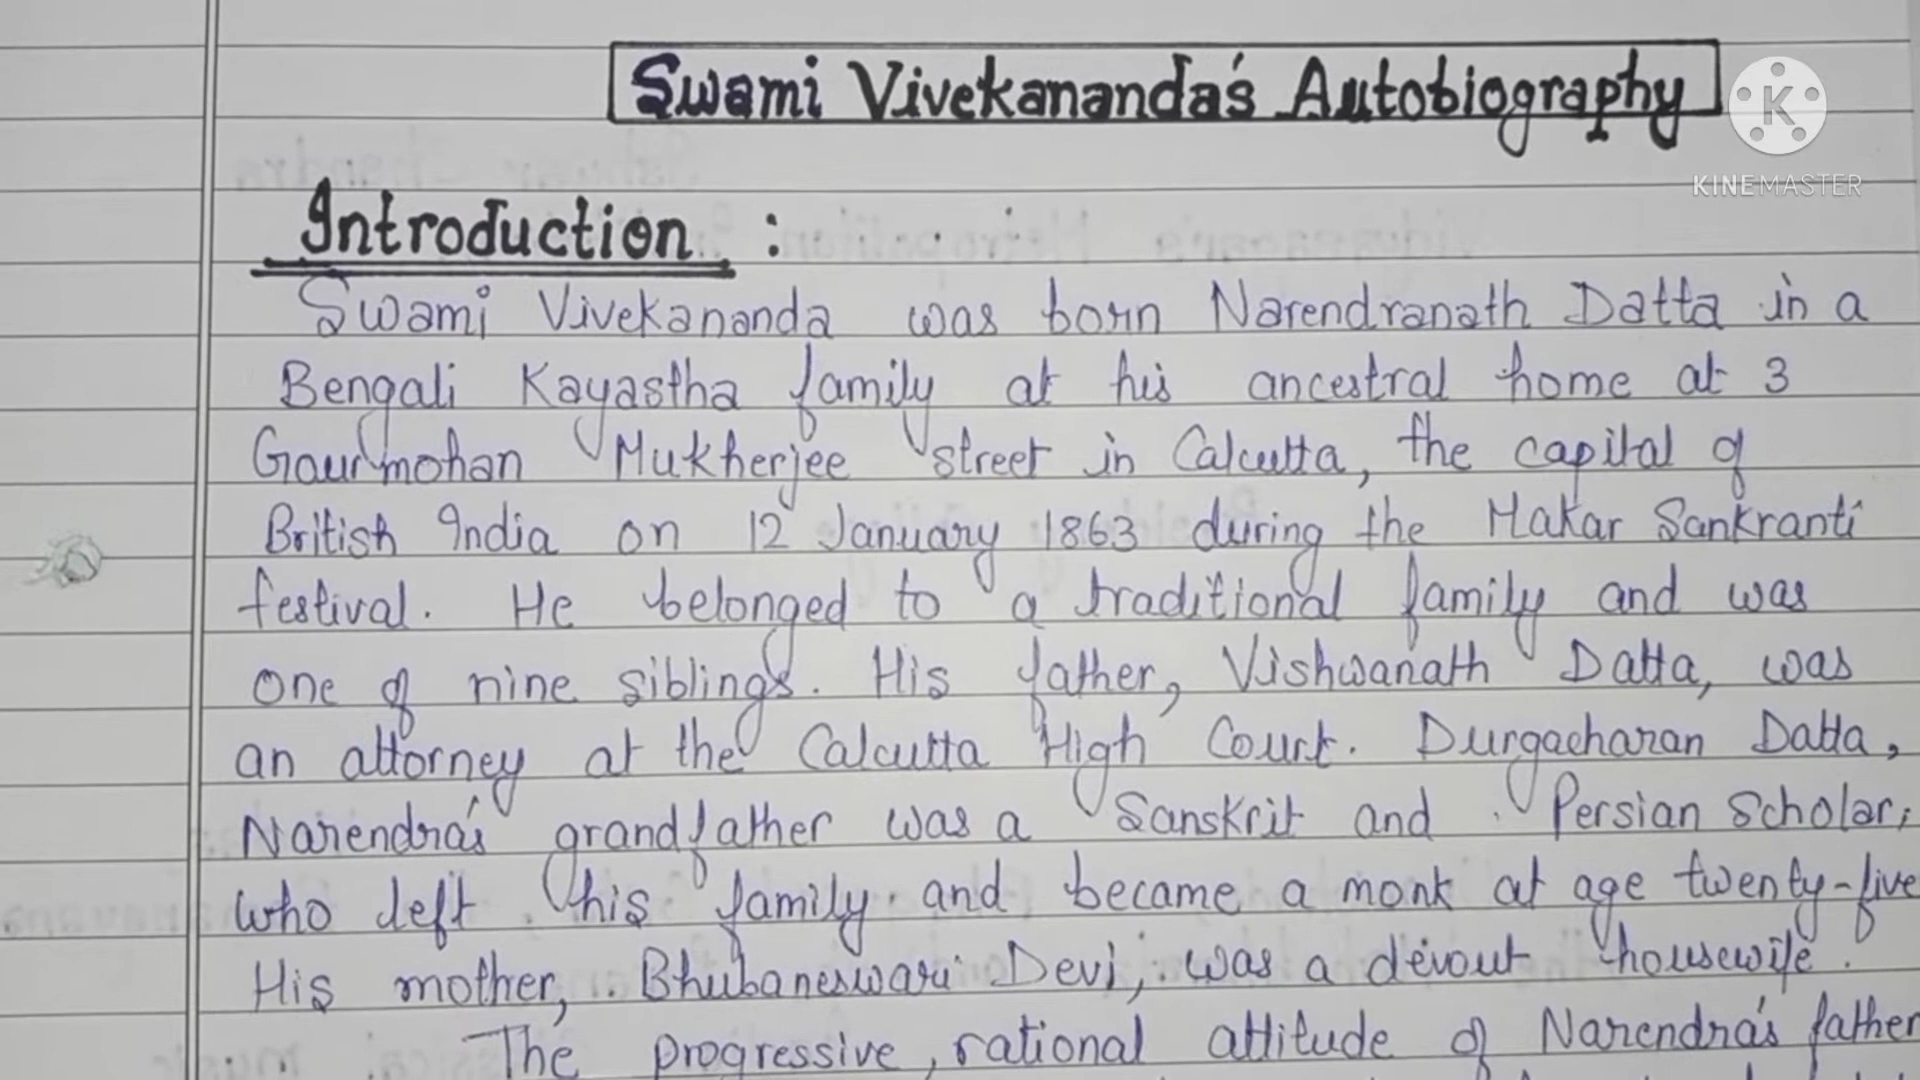 Swami Vivekananda's Autobiography
KINEMASTER
Introduction :
Swami Vivekananda was born Narendranath Datta in a
Bengali Kayastha family at his ancestral home at 3
Gourmohan Mukherjee street in Calcutta, the capital of
British India on 12 January 1863 during the Makar Sankranti
festival. He belonged to a traditional family and was
one of nine siblings. His father, Vishwanath Datta, was
an attorney at the Calcutta High Court. Durgacharan Datta,
Narendra's grandfather was a Sanskrit and Persian Scholar,
who left his family and became a monk at age twenty-five
His mother, Bhubaneswari Devi, was a devout housewife.
The progressive, rational attitude of Narendra's father